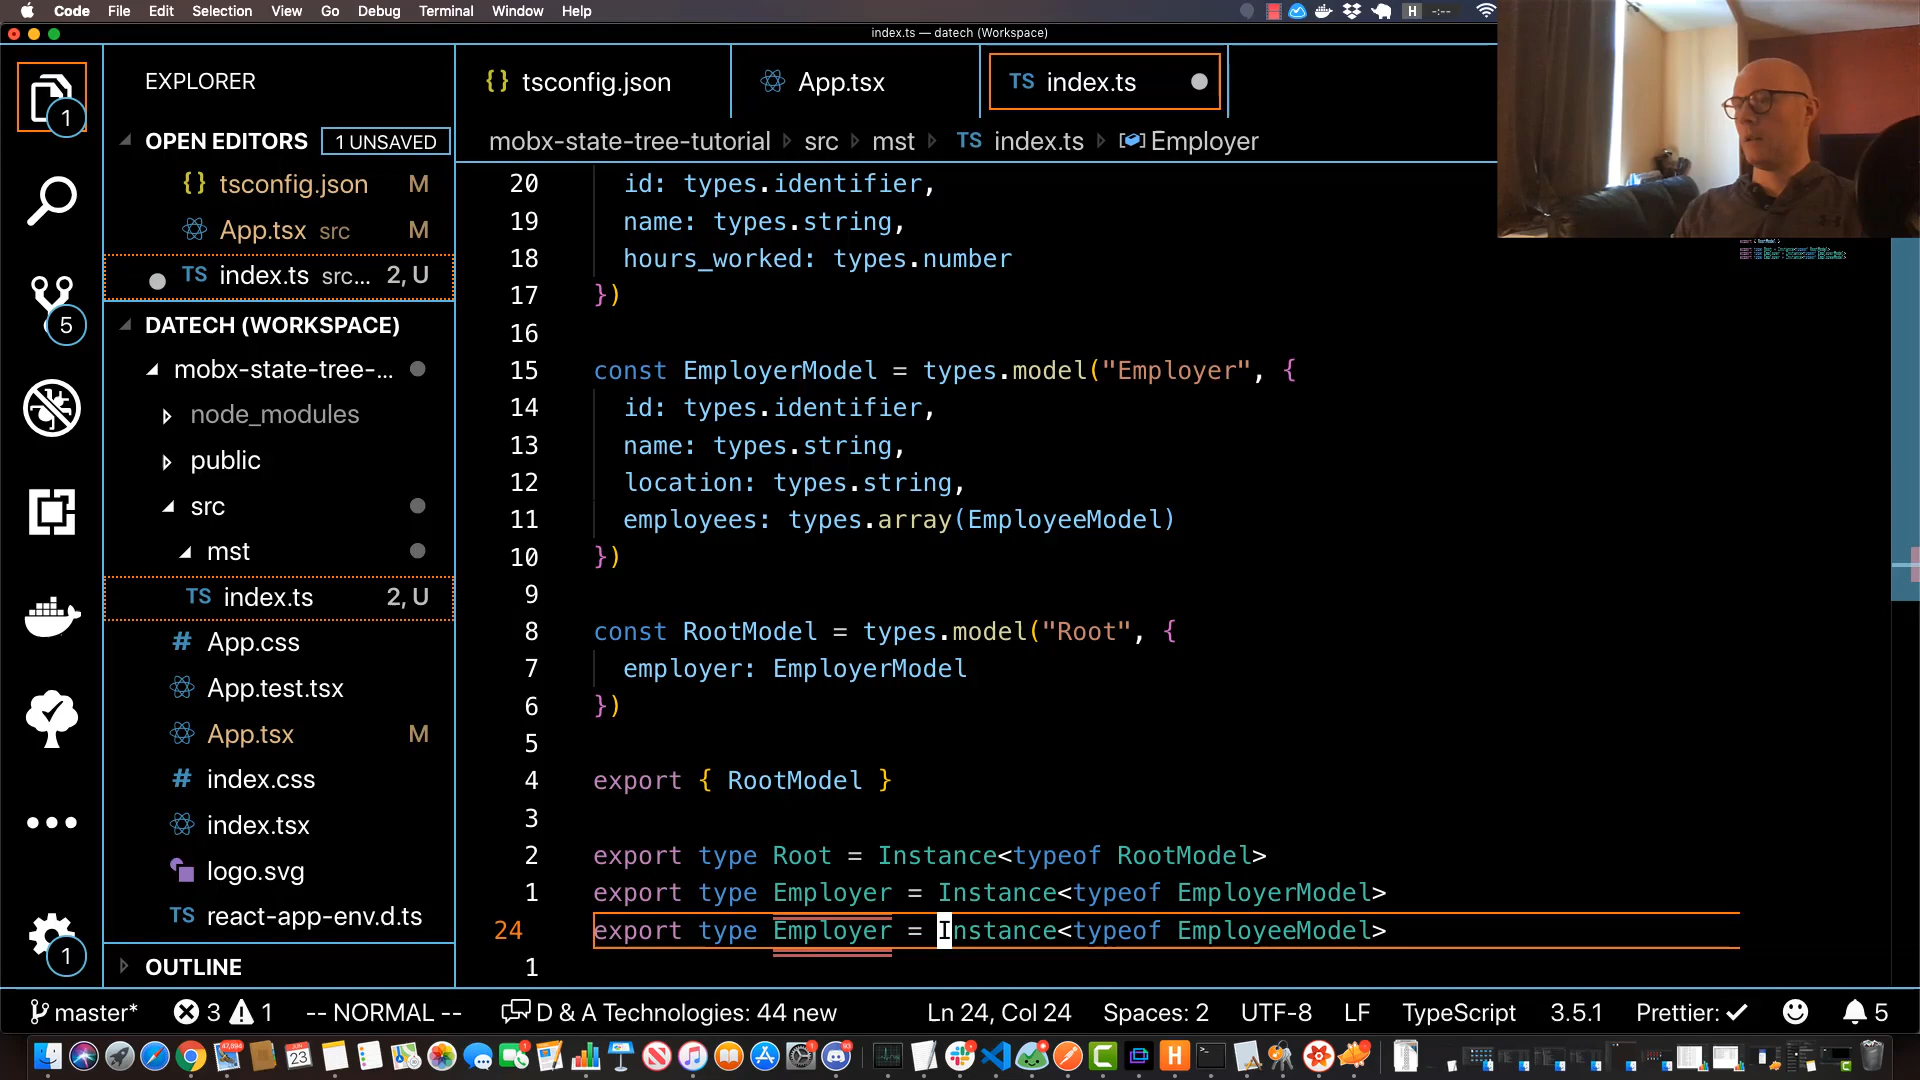 Code File Edit Selection View Go Debug Terminal Window Help
H --:--
index.ts — datech (Workspace)
EXPLORER
OPEN EDITORS 1 UNSAVED
{} tsconfig.json M
App.tsx src M
TS index.ts src... 2, U
DATECH (WORKSPACE)
mobx-state-tree-...
node_modules
public
src
mst
TS index.ts 2, U
# App.css
App.test.tsx
App.tsx M
# index.css
index.tsx
logo.svg
TS react-app-env.d.ts
OUTLINE
1
5
1
{} tsconfig.json
App.tsx
TS index.ts
mobx-state-tree-tutorial src mst TS index.ts Employer
20 id: types.identifier,
19 name: types.string,
18 hours_worked: types.number
17 })
16
15 const EmployerModel = types.model("Employer", {
14 id: types.identifier,
13 name: types.string,
12 location: types.string,
11 employees: types.array(EmployeeModel)
10 })
9
8 const RootModel = types.model("Root", {
7 employer: EmployerModel
6 })
5
4 export { RootModel }
3
2 export type Root = Instance<typeof RootModel>
1 export type Employer = Instance<typeof EmployerModel>
24 export type Employer = Instance<typeof EmployeeModel>
1
master* 3 1 -- NORMAL -- D & A Technologies: 44 new Ln 24, Col 24 Spaces: 2 UTF-8 LF TypeScript 3.5.1 Prettier: ✓ 5